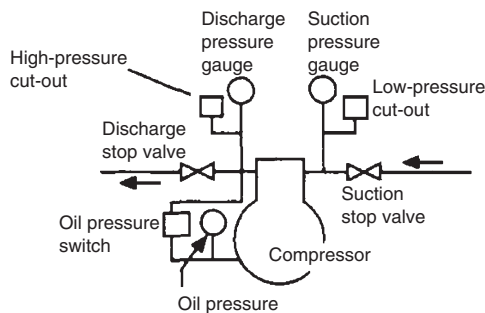 Discharge
pressure
gauge
Suction
pressure
gauge
High-pressure
cut-out
Low-pressure
cut-out
Discharge
stop valve
Suction
stop valve
Oil pressure
switch
Compressor
Oil pressure